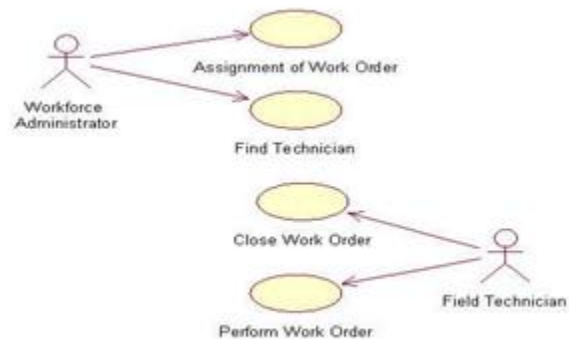 Assignment of Work Order
Workforce
Administrator
Find Technician
Close Work Order
Field Technician
Perform Work Order